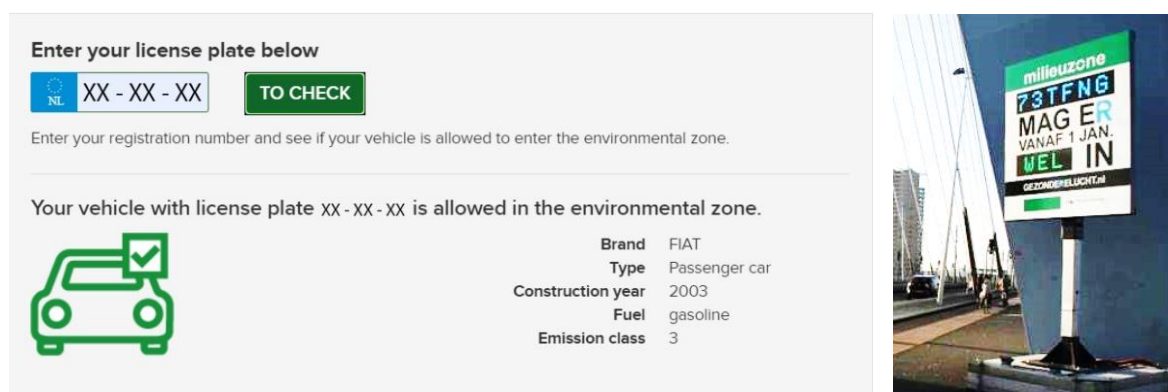 Enter your license plate below
NL XX - XX - XX TO CHECK
Enter your registration number and see if your vehicle is allowed to enter the environmental zone.
Your vehicle with license plate XX - XX - XX is allowed in the environmental zone.
Brand FIAT
Type Passenger car
Construction year 2003
Fuel gasoline
Emission class 3
milieuzone
73TFNG
MAG ER
VANAF 1 JAN.
WEL IN
GEZONDERELUCHT.nl